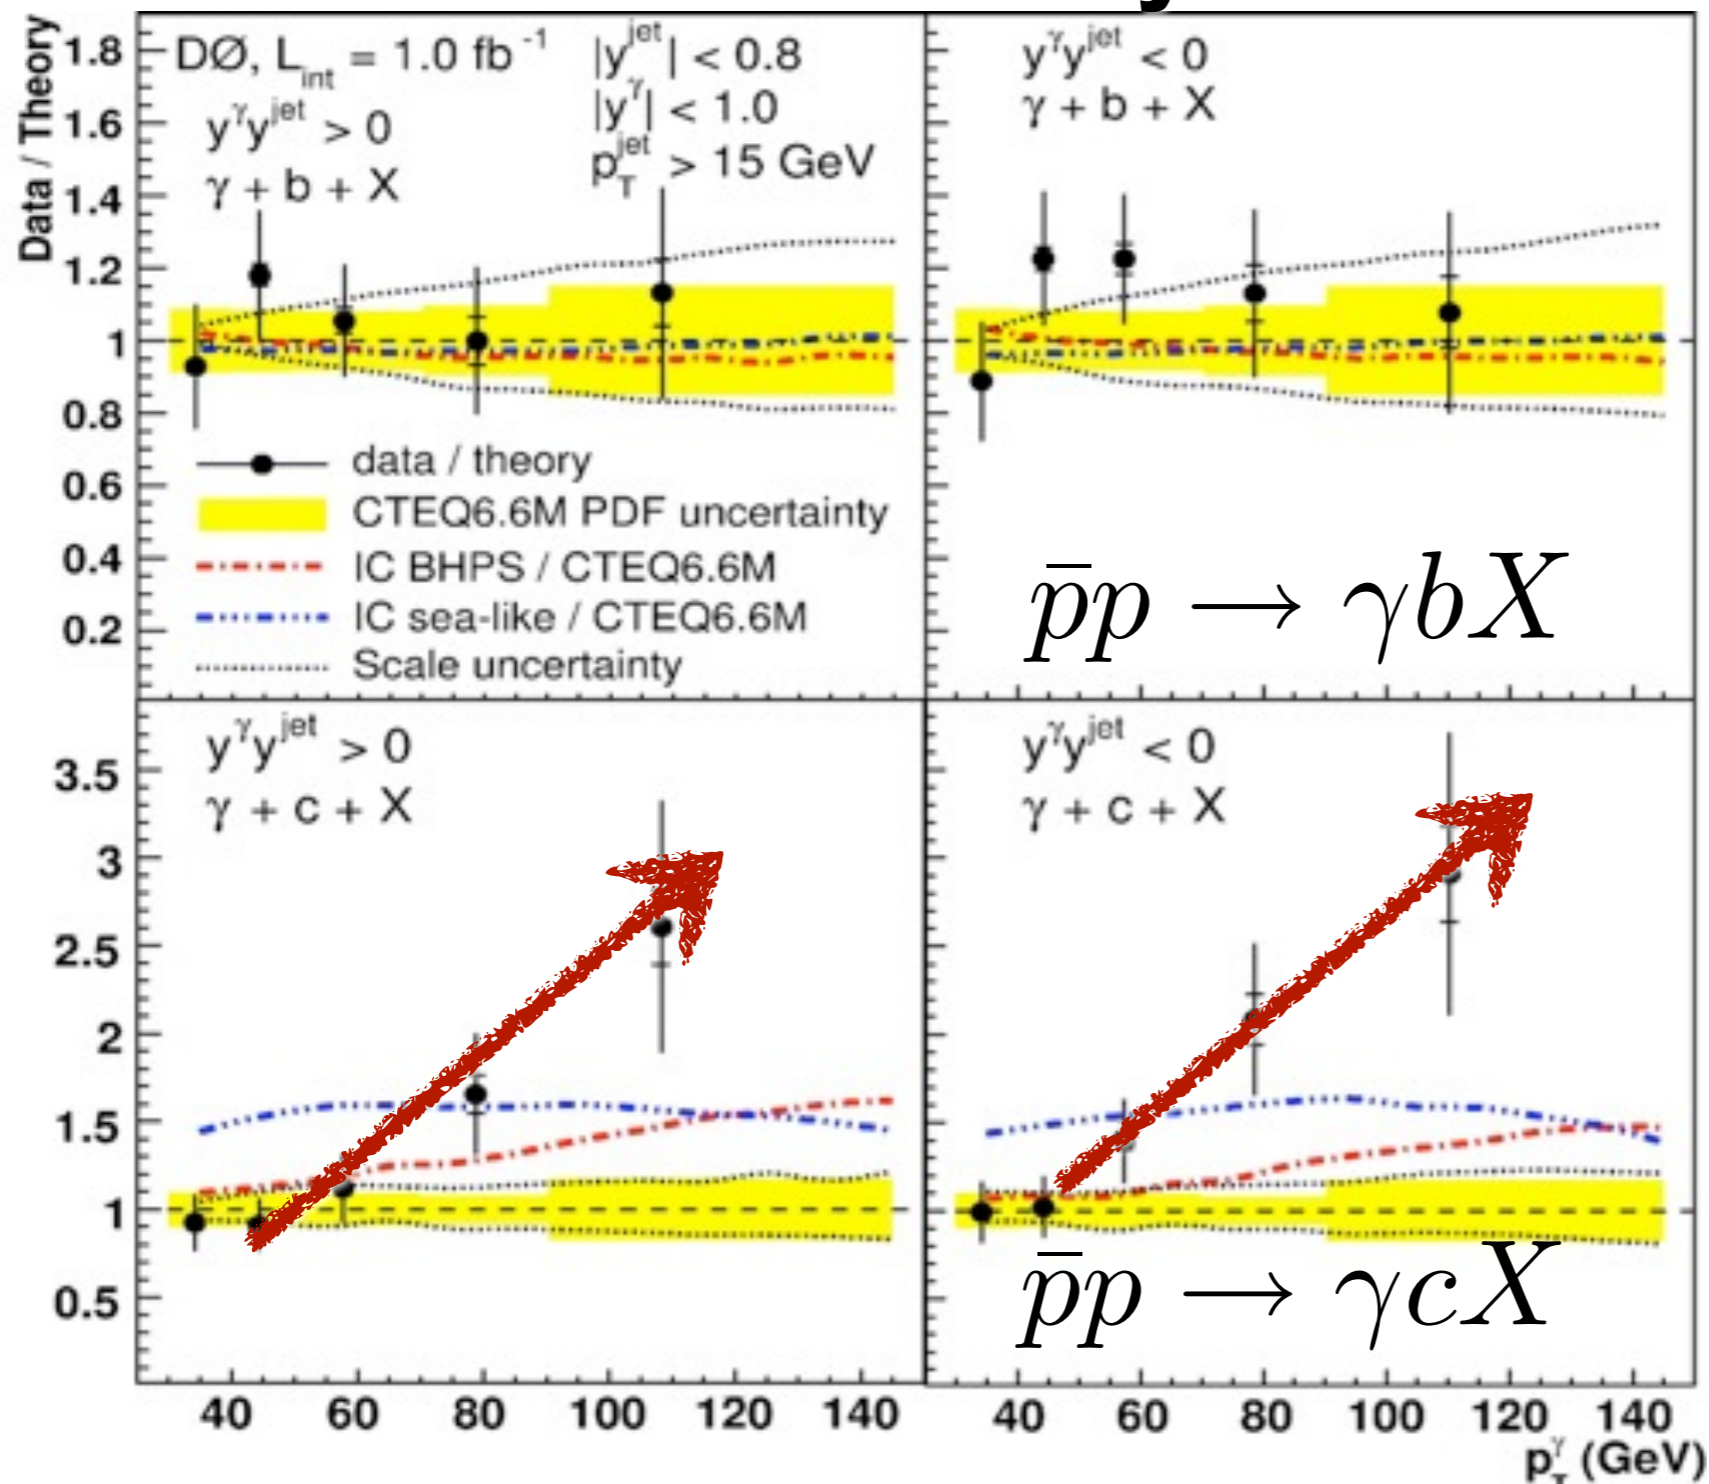 Data / Theory
1.8
1.6
1.4
1.2
1
0.8
0.6
0.4
0.2
DØ, L_int = 1.0 fb⁻¹
y^γ y^jet > 0
γ + b + X
|y^jet| < 0.8
|y^γ| < 1.0
p_T^jet > 15 GeV
data / theory
CTEQ6.6M PDF uncertainty
IC BHPS / CTEQ6.6M
IC sea-like / CTEQ6.6M
Scale uncertainty
y^γ y^jet < 0
γ + b + X
p̄p → γbX
3.5
3
2.5
2
1.5
1
0.5
y^γ y^jet > 0
γ + c + X
y^γ y^jet < 0
γ + c + X
p̄p → γcX
40 60 80 100 120 140
40 60 80 100 120 140
p_T^γ (GeV)